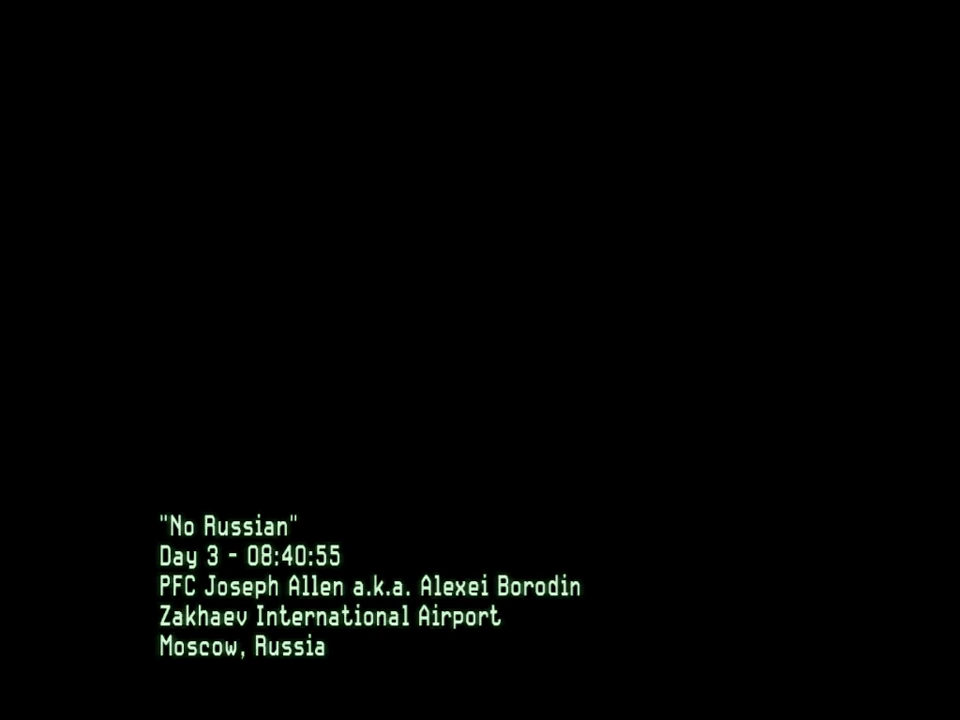 "No Russian"
Day 3 - 08:40:55
PFC Joseph Allen a.k.a. Alexei Borodin
Zakhaev International Airport
Moscow, Russia